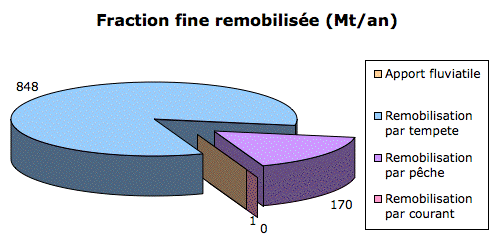 Fraction fine remobilisée (Mt/an)
848
170
1
0
Apport fluviatile
Remobilisation
par tempete
Remobilisation
par pêche
Remobilisation
par courant